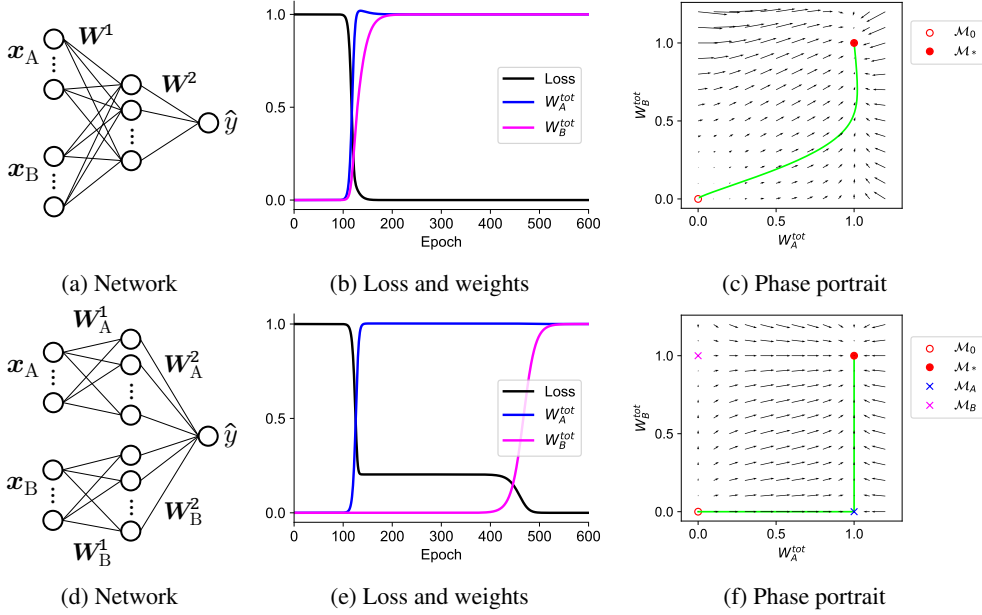 x_A
W^1
W^2
ŷ
x_B
(a) Network
1.0
0.5
0.0
Loss
W_A^{tot}
W_B^{tot}
0 100 200 300 400 500 600
Epoch
(b) Loss and weights
W_B^{tot}
1.0
0.5
0.0
0.0 0.5 1.0
W_A^{tot}
M_0
M_*
(c) Phase portrait
W_A^1
x_A
W_A^2
ŷ
x_B
W_B^2
W_B^1
(d) Network
1.0
0.5
0.0
Loss
W_A^{tot}
W_B^{tot}
0 200 400 600
Epoch
(e) Loss and weights
W_B^{tot}
1.0
0.5
0.0
0.0 0.5 1.0
W_A^{tot}
M_0
M_*
M_A
M_B
(f) Phase portrait